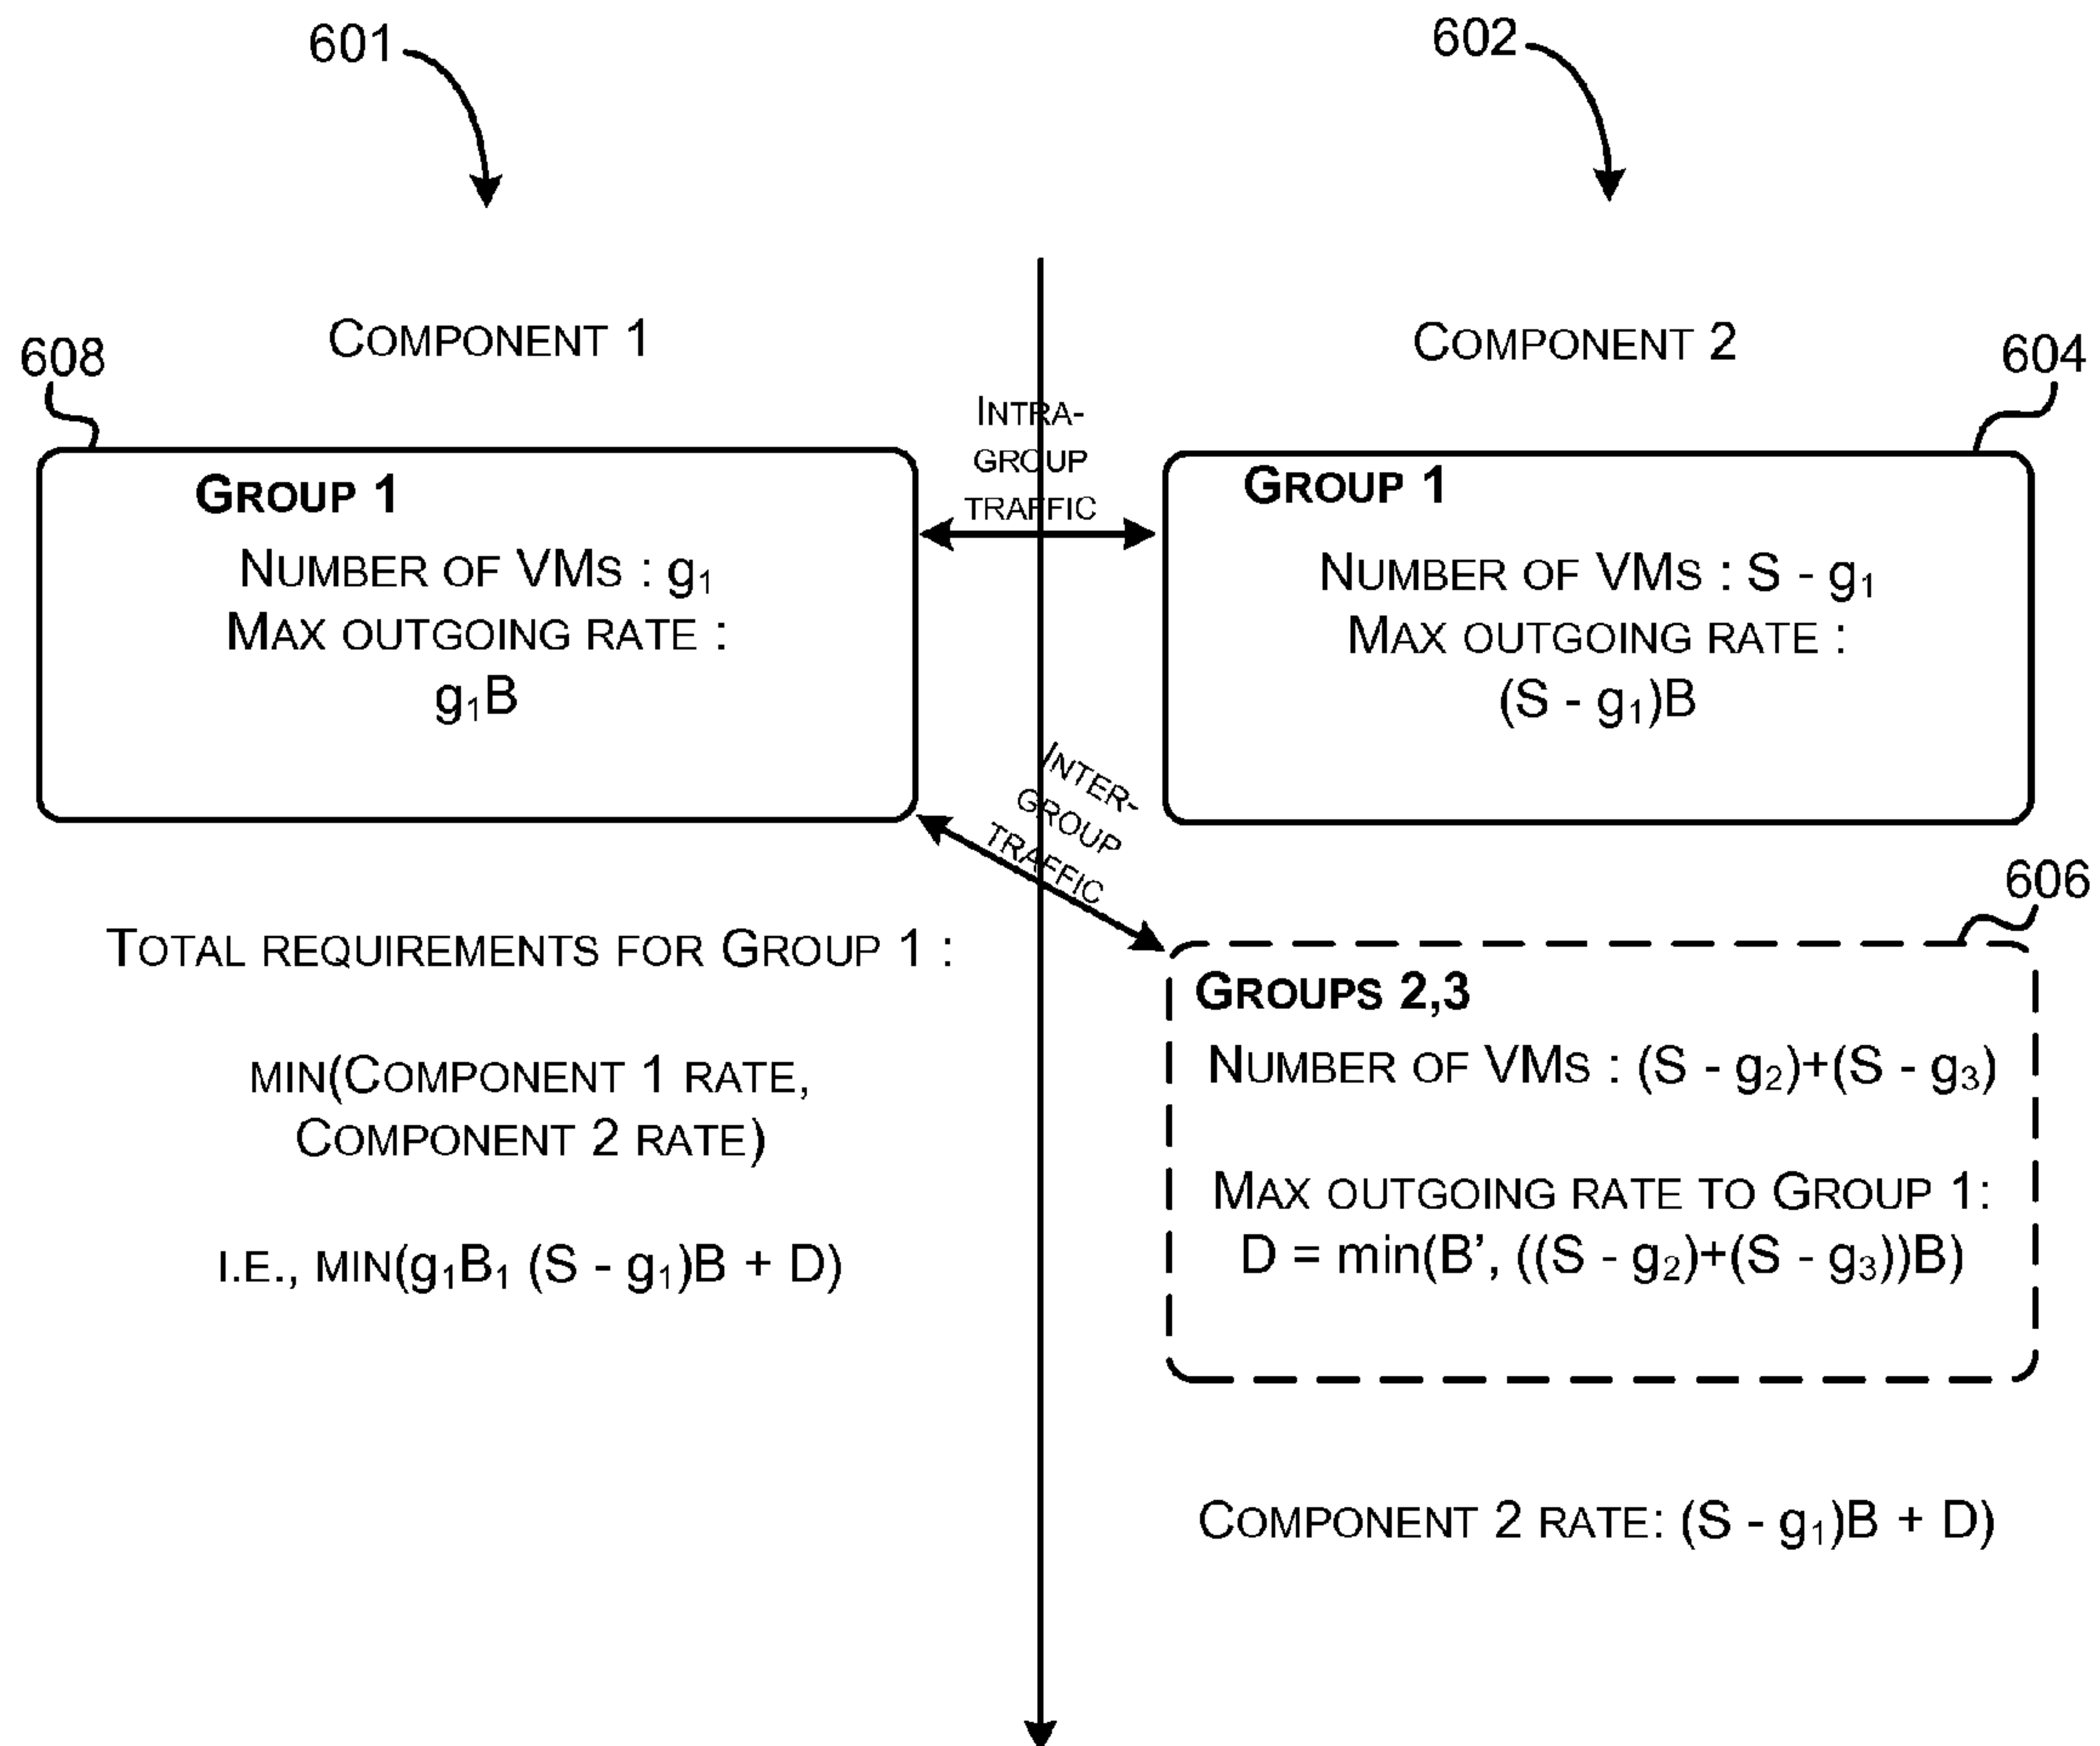 601
602
COMPONENT 1
COMPONENT 2
608
604
INTRA-
GROUP
TRAFFIC
GROUP 1
NUMBER OF VMS : g₁
MAX OUTGOING RATE :
g₁B
GROUP 1
NUMBER OF VMS : S - g₁
MAX OUTGOING RATE :
(S - g₁)B
INTER-
GROUP
TRAFFIC
606
TOTAL REQUIREMENTS FOR GROUP 1 :
MIN(COMPONENT 1 RATE,
COMPONENT 2 RATE)
I.E., MIN(g₁B₁ (S - g₁)B + D)
GROUPS 2,3
NUMBER OF VMS : (S - g₂)+(S - g₃)
MAX OUTGOING RATE TO GROUP 1:
D = min(B', ((S - g₂)+(S - g₃))B)
COMPONENT 2 RATE: (S - g₁)B + D)